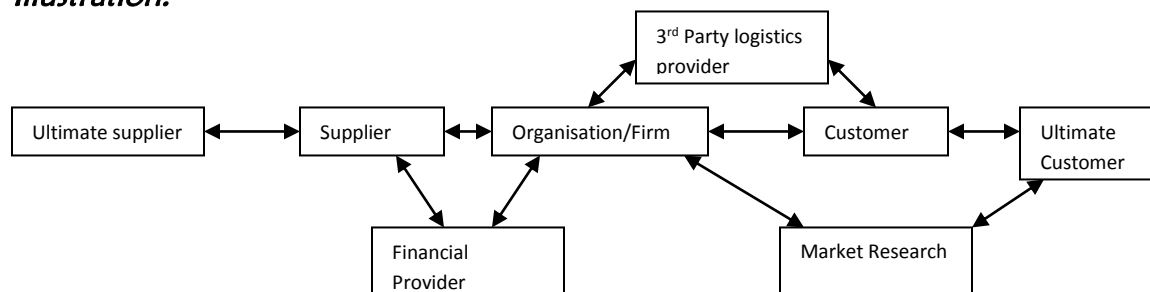 Illustration:
3rd Party logistics
provider
Ultimate supplier
Supplier
Organisation/Firm
Customer
Ultimate
Customer
Financial
Provider
Market Research